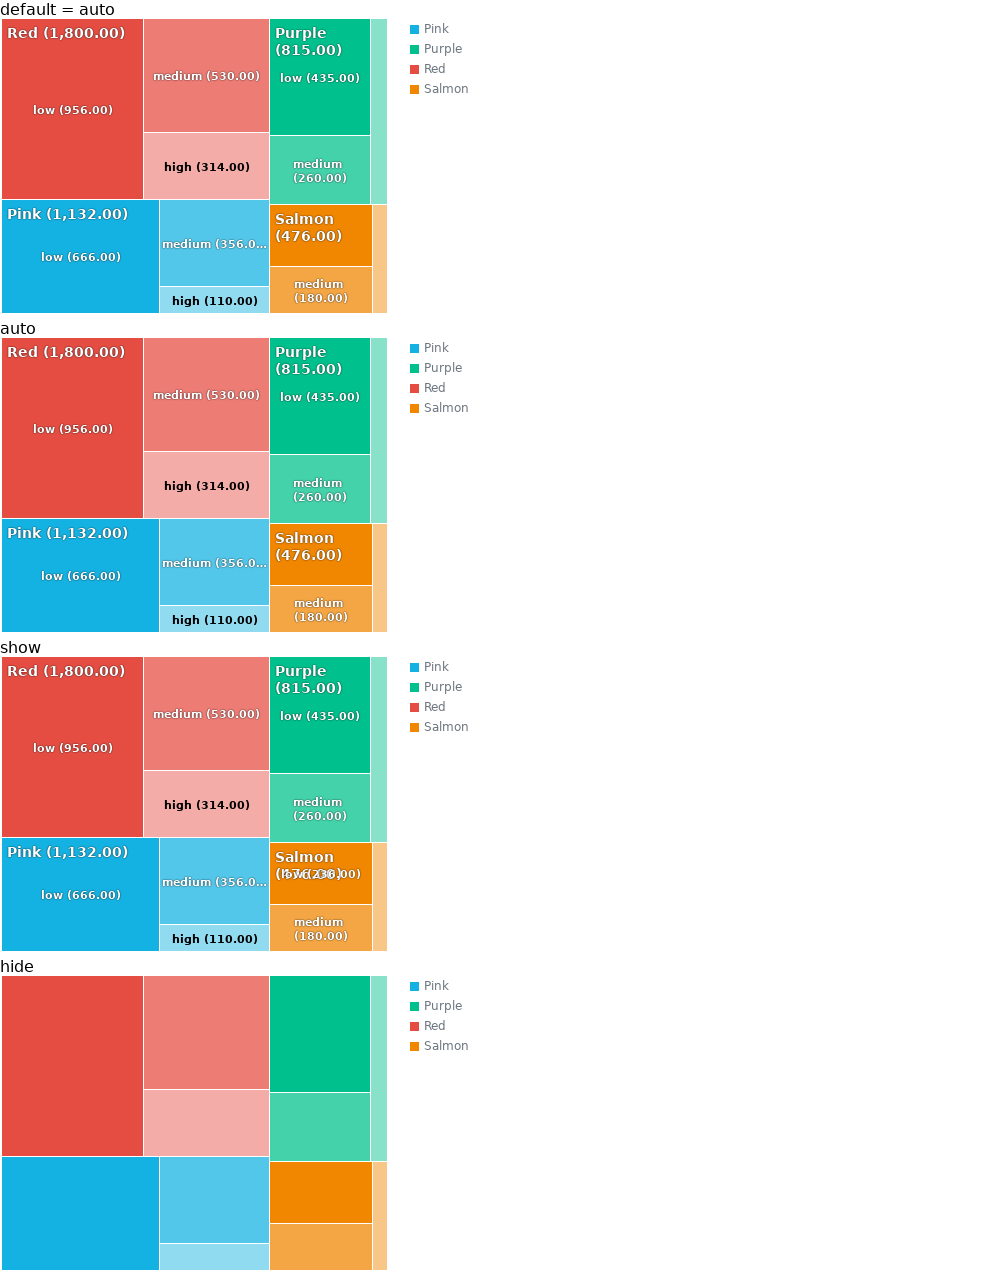 default = auto
Red (1,800.00)
low (956.00)
medium (530.00)
high (314.00)
Purple
(815.00)
low (435.00)
medium
(260.00)
Pink (1,132.00)
low (666.00)
medium (356.0...
high (110.00)
Salmon
(476.00)
medium
(180.00)
Pink
Purple
Red
Salmon
auto
Red (1,800.00)
low (956.00)
medium (530.00)
high (314.00)
Purple
(815.00)
low (435.00)
medium
(260.00)
Pink (1,132.00)
low (666.00)
medium (356.0...
high (110.00)
Salmon
(476.00)
medium
(180.00)
Pink
Purple
Red
Salmon
show
Red (1,800.00)
low (956.00)
medium (530.00)
high (314.00)
Purple
(815.00)
low (435.00)
medium
(260.00)
Pink (1,132.00)
low (666.00)
medium (356.0...
high (110.00)
Salmon
(476.00)
low (236.00)
medium
(180.00)
Pink
Purple
Red
Salmon
hide
Pink
Purple
Red
Salmon